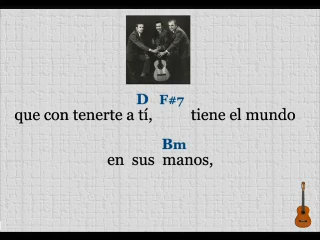 D F#7
que con tenerte a tí, tiene el mundo
Bm
en sus manos,